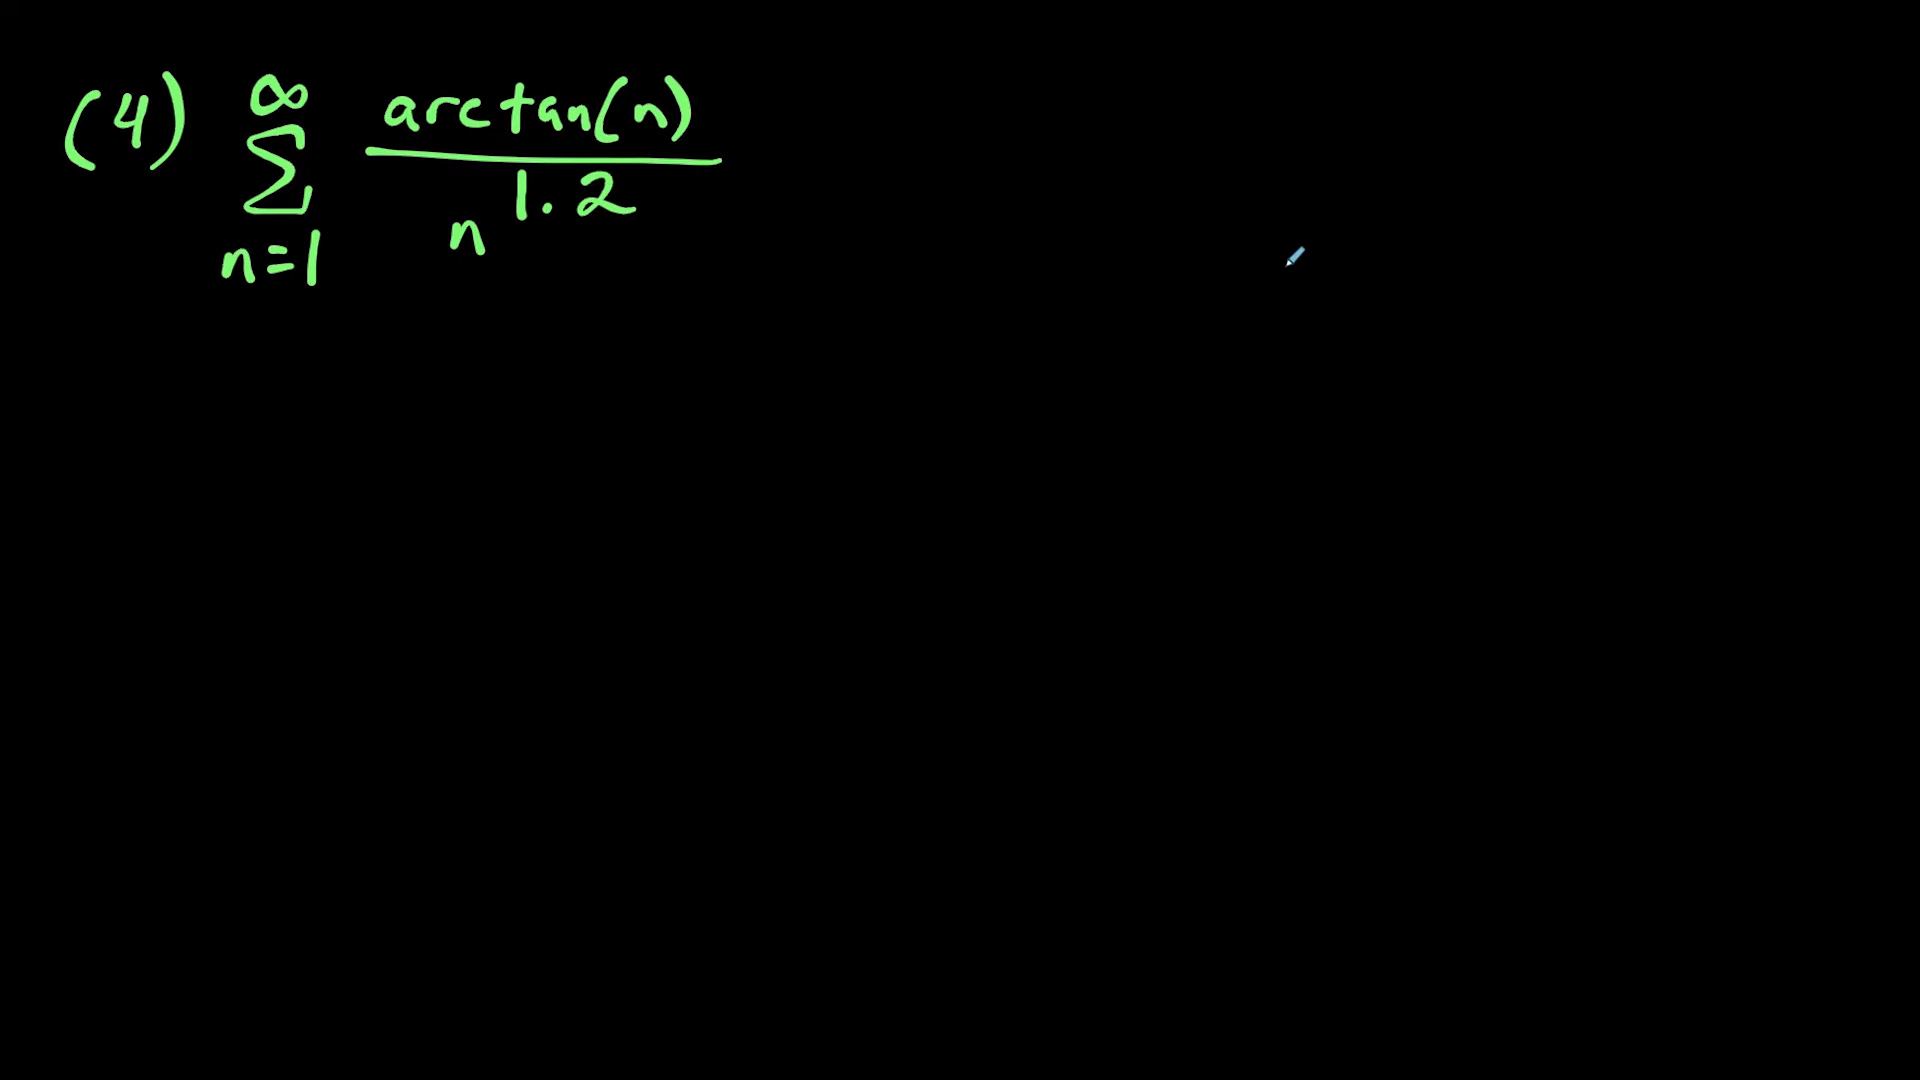 (4) ∞
∑
n=1
arctan(n)
n^1.2